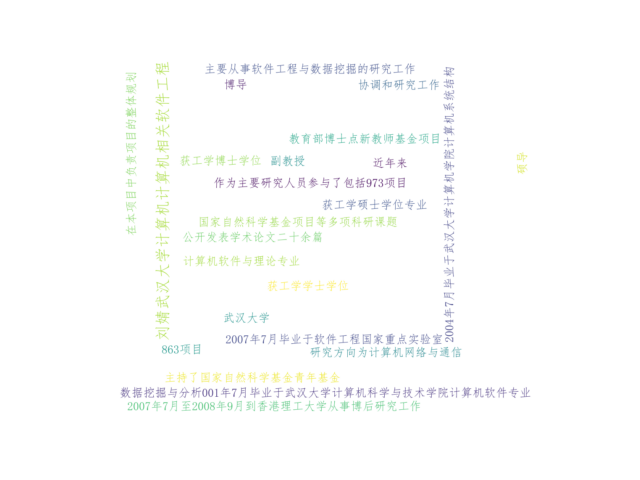 主要从事软件工程与数据挖掘的研究工作
博导
协调和研究工作
在本项目中负责项目的整体规划
刘婧武汉大学计算机计算机相关软件工程
2004年7月毕业于武汉大学计算机学院计算机系统结构
教育部博士点新教师基金项目
获工学博士学位
副教授
近年来
硕导
作为主要研究人员参与了包括973项目
获工学硕士学位专业
国家自然科学基金项目等多项科研课题
公开发表学术论文二十余篇
计算机软件与理论专业
获工学学士学位
武汉大学
2007年7月毕业于软件工程国家重点实验室
863项目
研究方向为计算机网络与通信
主持了国家自然科学基金青年基金
数据挖掘与分析001年7月毕业于武汉大学计算机科学与技术学院计算机软件专业
2007年7月至2008年9月到香港理工大学从事博后研究工作